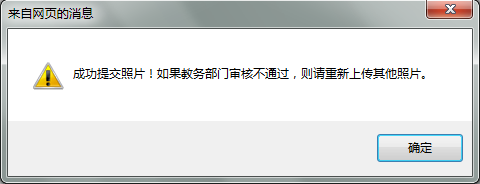 来自网页的消息
成功提交照片！如果教务部门审核不通过，则请重新上传其他照片。
确定